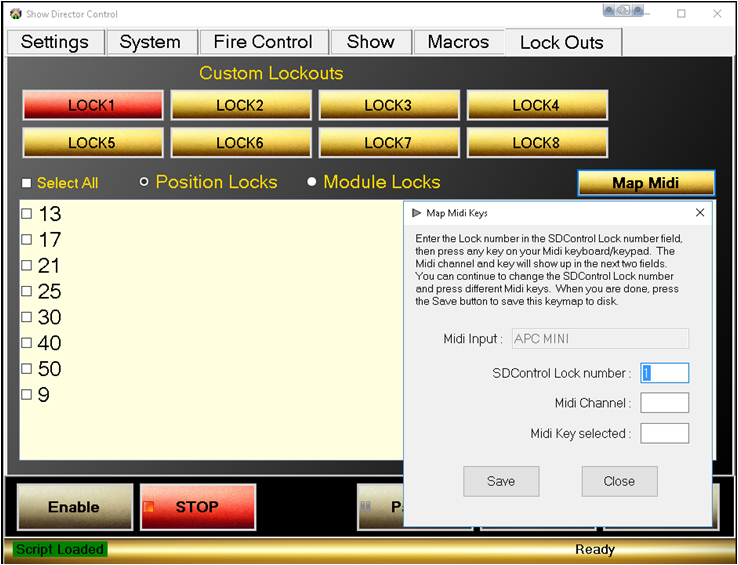 Show Director Control
Settings System Fire Control Show Macros Lock Outs
Custom Lockouts
LOCK1 LOCK2 LOCK3 LOCK4
LOCK5 LOCK6 LOCK7 LOCK8
Select All Position Locks Module Locks Map Midi
13
17
21
25
30
40
50
9
Map Midi Keys
Enter the Lock number in the SDControl Lock number field,
then press any key on your Midi keyboard/keypad. The
Midi channel and key will show up in the next two fields.
You can continue to change the SDControl Lock number
and press different Midi keys. When you are done, press
the Save button to save this keymap to disk.
Midi Input : APC MINI
SDControl Lock number : 1
Midi Channel :
Midi Key selected :
Save Close
Enable STOP
Script Loaded Ready